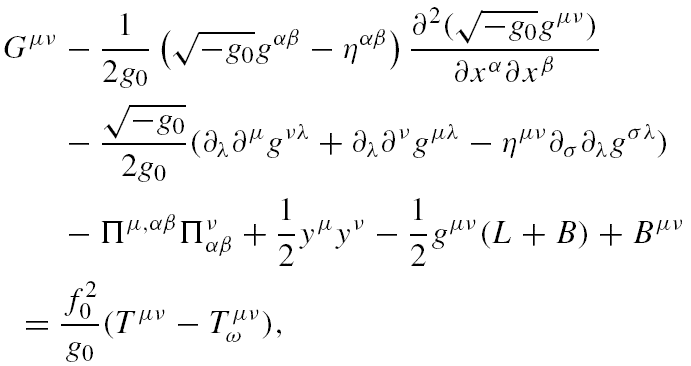 G^{\mu\nu} - \frac{1}{2g_0} \left( \sqrt{-g_0} g^{\alpha\beta} - \eta^{\alpha\beta} \right) \frac{\partial^2 (\sqrt{-g_0} g^{\mu\nu})}{\partial x^\alpha \partial x^\beta}
- \frac{\sqrt{-g_0}}{2g_0} (\partial_\lambda \partial^\mu g^{\nu\lambda} + \partial_\lambda \partial^\nu g^{\mu\lambda} - \eta^{\mu\nu} \partial_\sigma \partial_\lambda g^{\sigma\lambda})
- \Pi^{\mu,\alpha\beta} \Pi^{\nu}_{\alpha\beta} + \frac{1}{2} y^\mu y^\nu - \frac{1}{2} g^{\mu\nu} (L + B) + B^{\mu\nu}
= \frac{f_0^2}{g_0} (T^{\mu\nu} - T^{\mu\nu}_\omega),